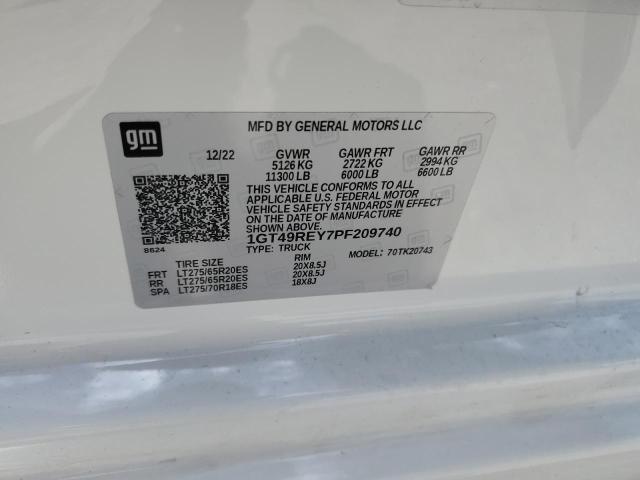 gm
MFD BY GENERAL MOTORS LLC
12/22 GVWR GAWR FRT GAWR RR
5126 KG 2722 KG 2994 KG
11300 LB 6000 LB 6600 LB
THIS VEHICLE CONFORMS TO ALL
APPLICABLE U.S. FEDERAL MOTOR
VEHICLE SAFETY STANDARDS IN EFFECT ON
THE DATE OF MANUFACTURE SHOWN ABOVE.
1GT49REY7PF209740
8624
TYPE: TRUCK MODEL: 70TK20743
TIRE SIZE RIM
FRT LT275/65R20ES 20X8.5J
RR LT275/65R20ES 20X8.5J
SPA LT275/70R18ES 18X8J